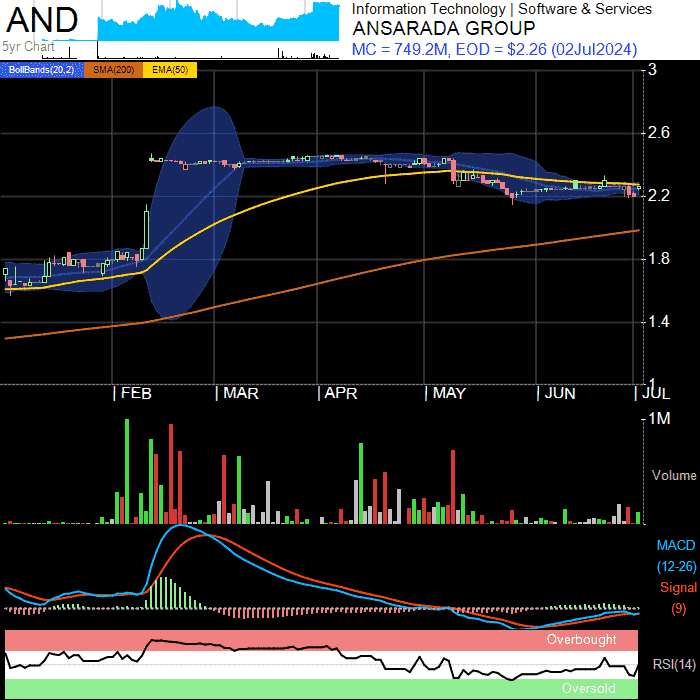 AND
5yr Chart
Information Technology | Software & Services
ANSARADA GROUP
MC = 749.2M, EOD = $2.26 (02Jul2024)
BollBands(20,2) SMA(200) EMA(50)
3
2.6
2.2
1.8
1.4
1
| FEB | MAR | APR | MAY | JUN | JUL
1M
Volume
MACD
(12-26)
Signal
(9)
Overbought
RSI(14)
Oversold